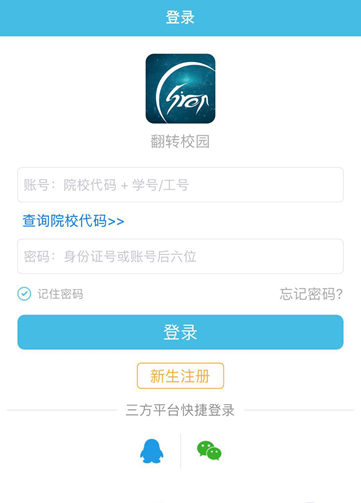 登录
翻转校园
账号：院校代码 + 学号/工号
查询院校代码>>
密码：身份证号或账号后六位
记住密码 忘记密码?
登录
新生注册
三方平台快捷登录